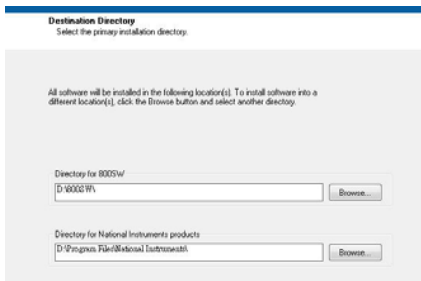 Destination Directory
Select the primary installation directory.
All software will be installed in the following location(s). To install software into a
different location(s), click the Browse button and select another directory.
Directory for 800SW
D:\800SW\
Browse...
Directory for National Instruments products
D:\Program Files\National Instruments\
Browse...